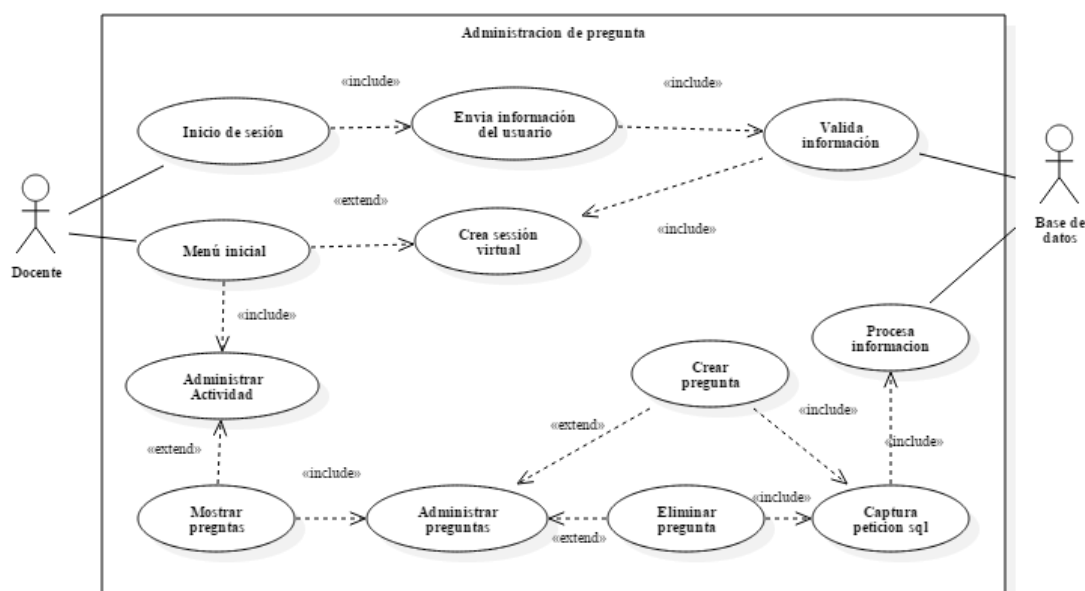 Administracion de pregunta
«include»
«include»
Inicio de sesión
Envia información
del usuario
Valida
información
«extend»
Menú inicial
Crea sessión
virtual
«include»
Docente
Base de
datos
«include»
Procesa
informacion
Administrar
Actividad
Crear
pregunta
«extend»
«include»
«extend»
«include»
«include»
Mostrar
pregntas
Administrar
preguntas
Eliminar
pregunta
«include»
Captura
peticion sql
«extend»